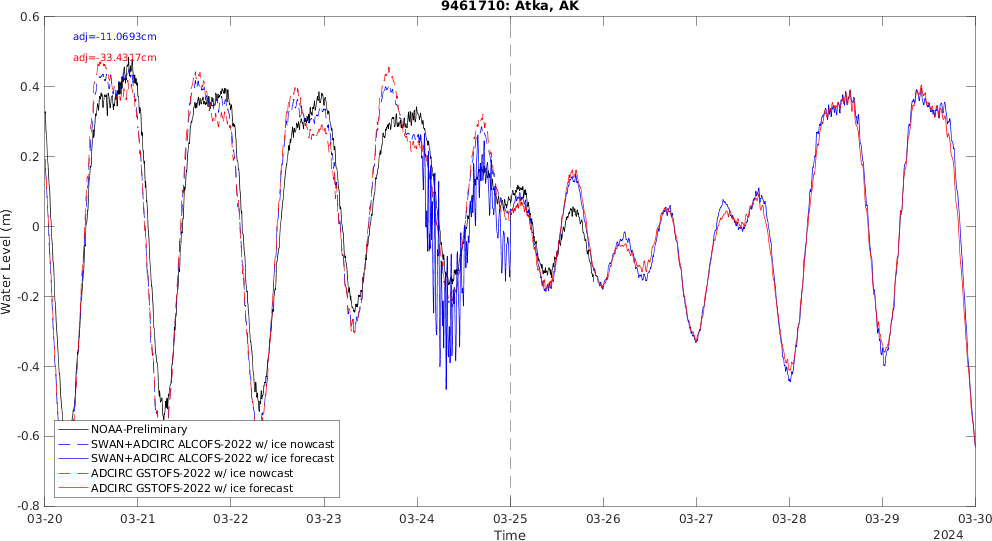 9461710: Atka, AK
adj=-11.0693cm
adj=-33.4317cm
0.6
0.4
0.2
0
-0.2
-0.4
-0.6
-0.8
Water Level (m)
NOAA-Preliminary
SWAN+ADCIRC ALCOFS-2022 w/ ice nowcast
SWAN+ADCIRC ALCOFS-2022 w/ ice forecast
ADCIRC GSTOFS-2022 w/ ice nowcast
ADCIRC GSTOFS-2022 w/ ice forecast
03-20 03-21 03-22 03-23 03-24 03-25 03-26 03-27 03-28 03-29 03-30
Time
2024